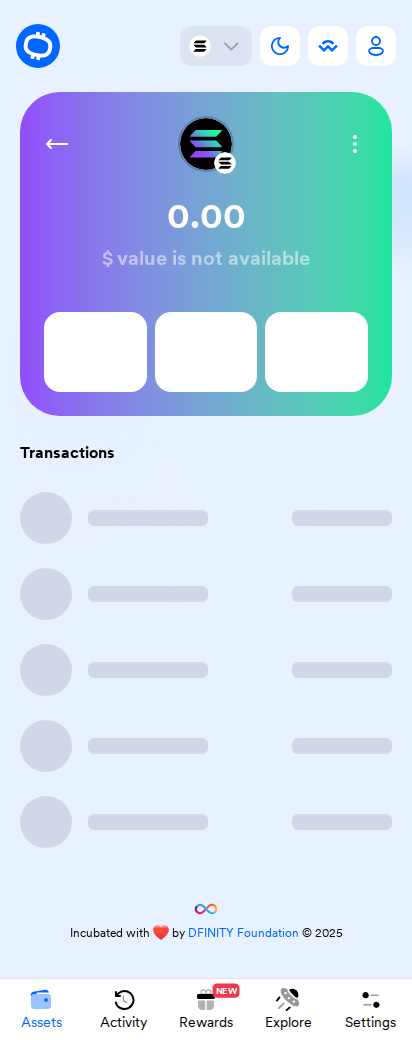 0.00
$ value is not available
Transactions
Incubated with ❤️ by DFINITY Foundation © 2025
NEW
Assets
Activity
Rewards
Explore
Settings